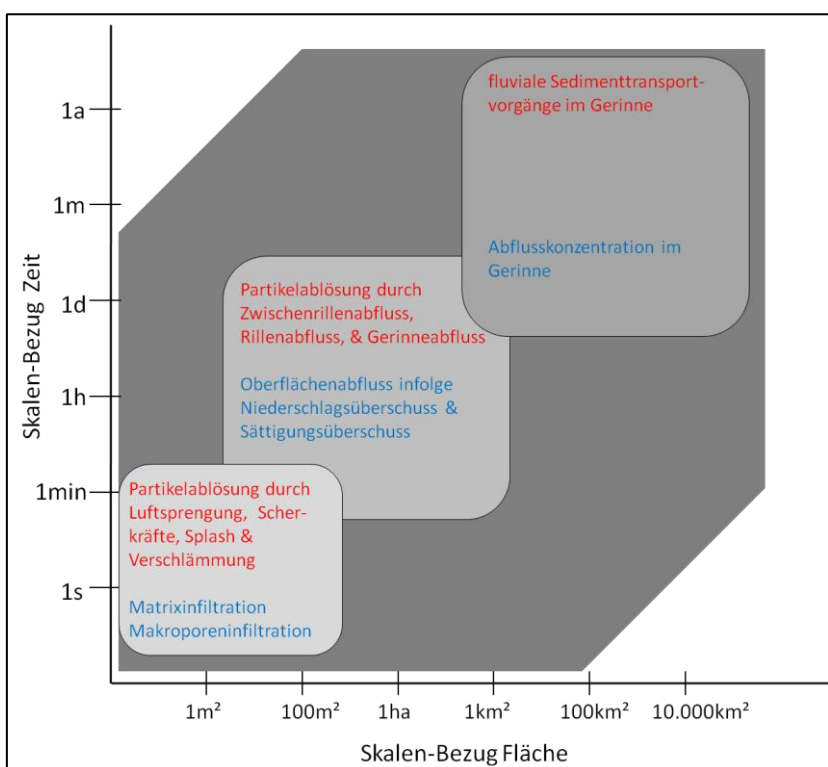 fluviale Sedimenttransport-
vorgänge im Gerinne
Abflusskonzentration im
Gerinne
Partikelablösung durch
Zwischenrillenabfluss,
Rillenabfluss, & Gerinneabfluss
Oberflächenabfluss infolge
Niederschlagsüberschuss &
Sättigungsüberschuss
Partikelablösung durch
Luftsprengung, Scher-
kräfte, Splash &
Verschlämmung
Matrixinfiltration
Makroporeninfiltration
Skalen-Bezug Zeit
1a
1m
1d
1h
1min
1s
1m²
100m²
1ha
1km²
100km²
10.000km²
Skalen-Bezug Fläche